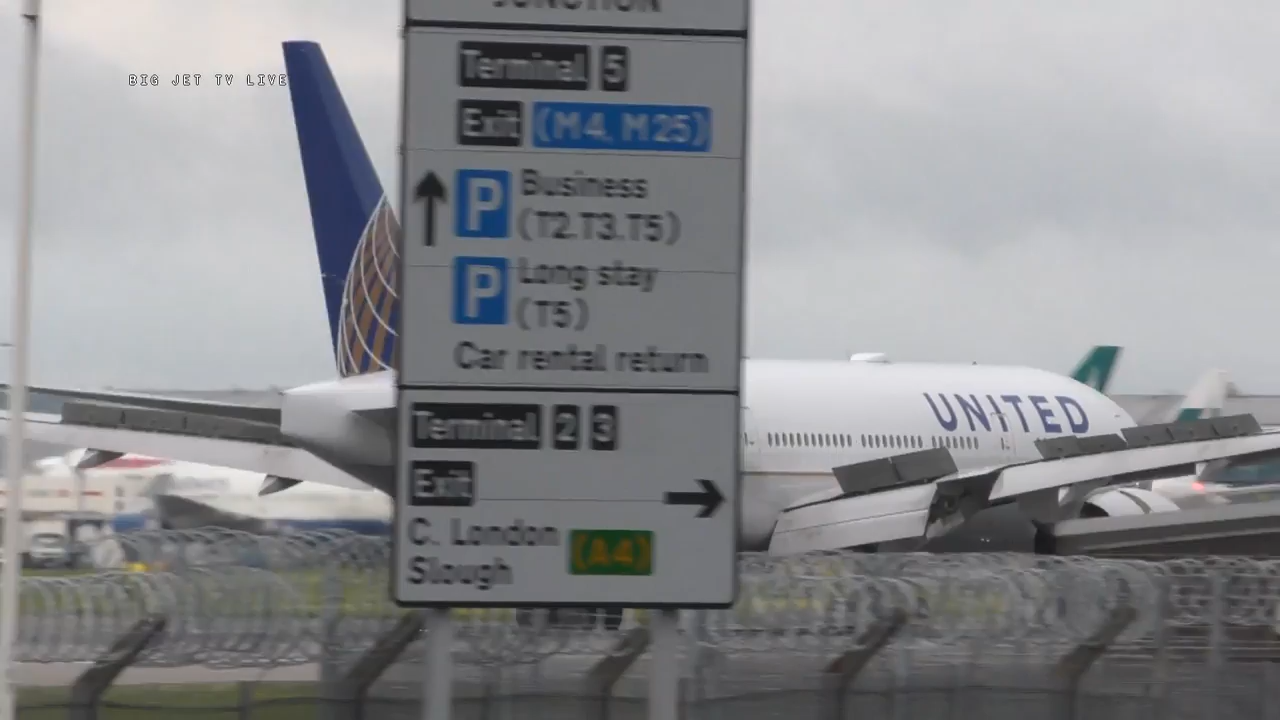 JUNCTION
BIG JET TV LIVE
Terminal 5
Exit (M4, M25)
P Business
(T2.T3.T5)
P Long stay
(T5)
Car rental return
UNITED
Terminal 2 3
Exit
C. London (A4)
Slough